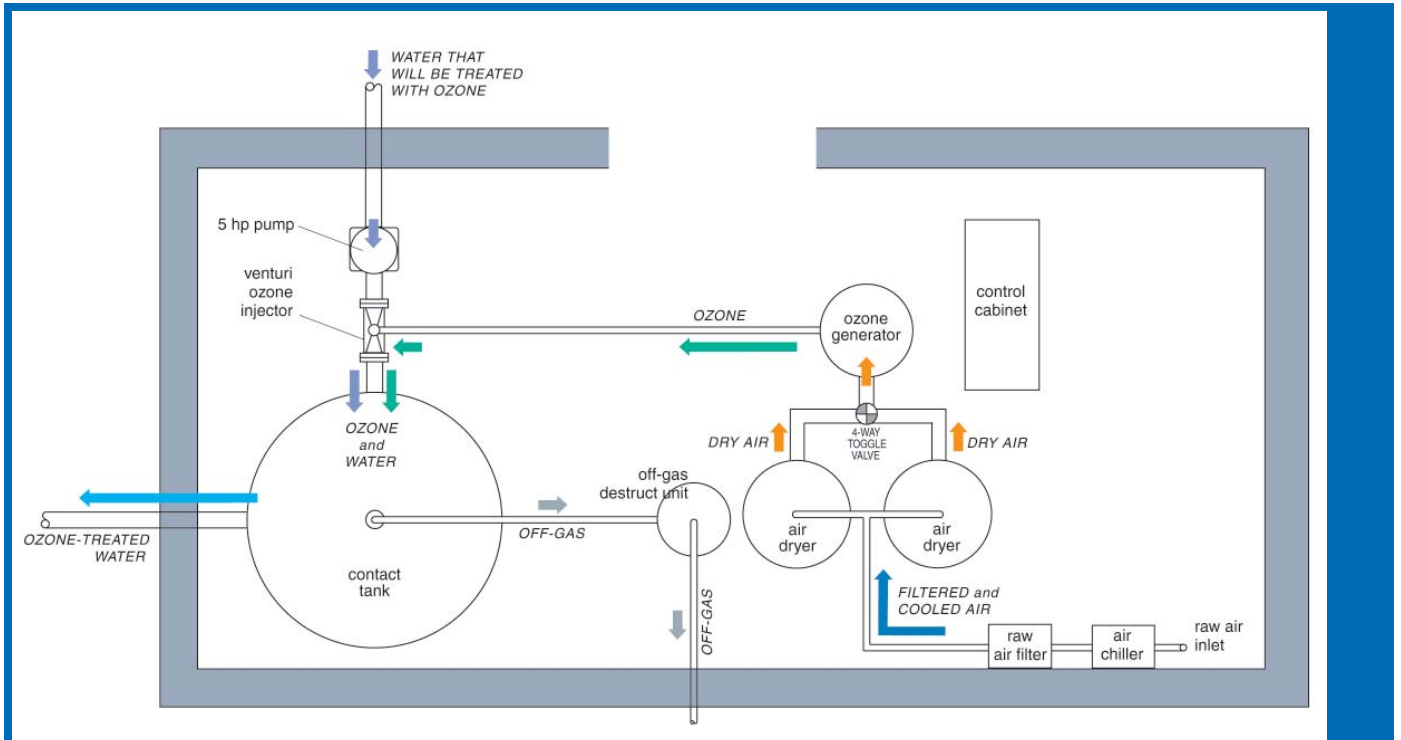 WATER THAT
WILL BE TREATED
WITH OZONE
5 hp pump
venturi
ozone
injector
OZONE
ozone
generator
control
cabinet
OZONE
and
WATER
DRY AIR
4-WAY
TOGGLE
VALVE
DRY AIR
off-gas
destruct unit
OFF-GAS
air
dryer
air
dryer
OZONE-TREATED
WATER
contact
tank
OFF-GAS
FILTERED and
COOLED AIR
raw
air filter
air
chiller
raw air
inlet